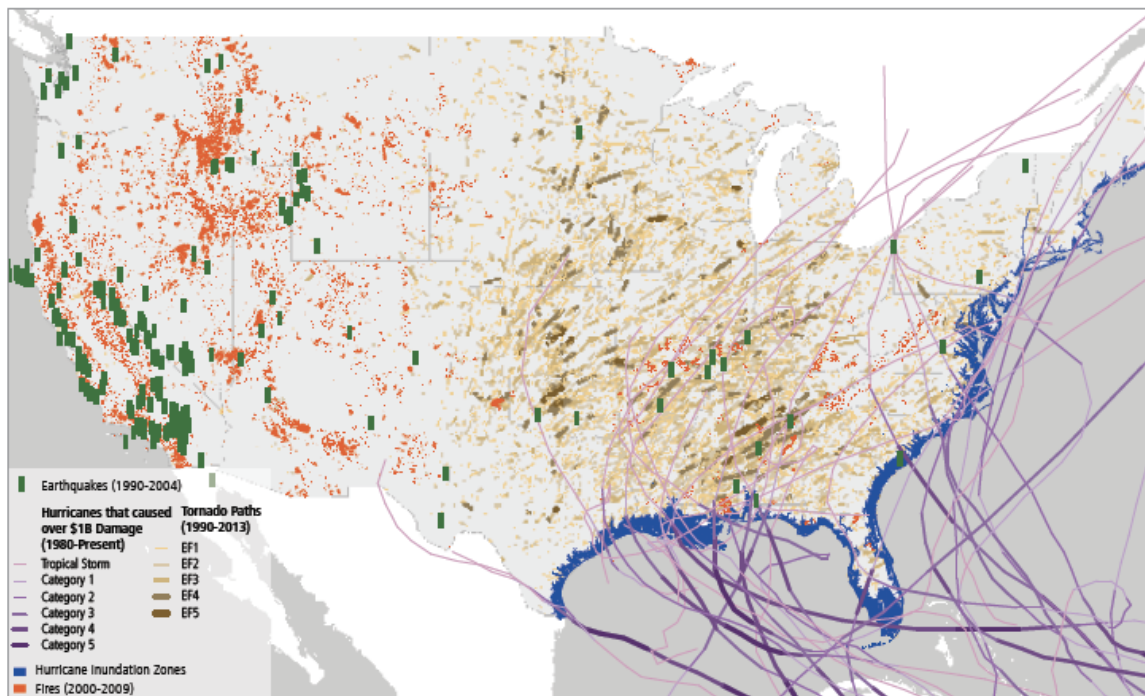 Earthquakes (1990-2004)
Hurricanes that caused
over $1B Damage
(1980-Present)
Tropical Storm
Category 1
Category 2
Category 3
Category 4
Category 5
Tornado Paths
(1990-2013)
EF1
EF2
EF3
EF4
EF5
Hurricane Inundation Zones
Fires (2000-2009)